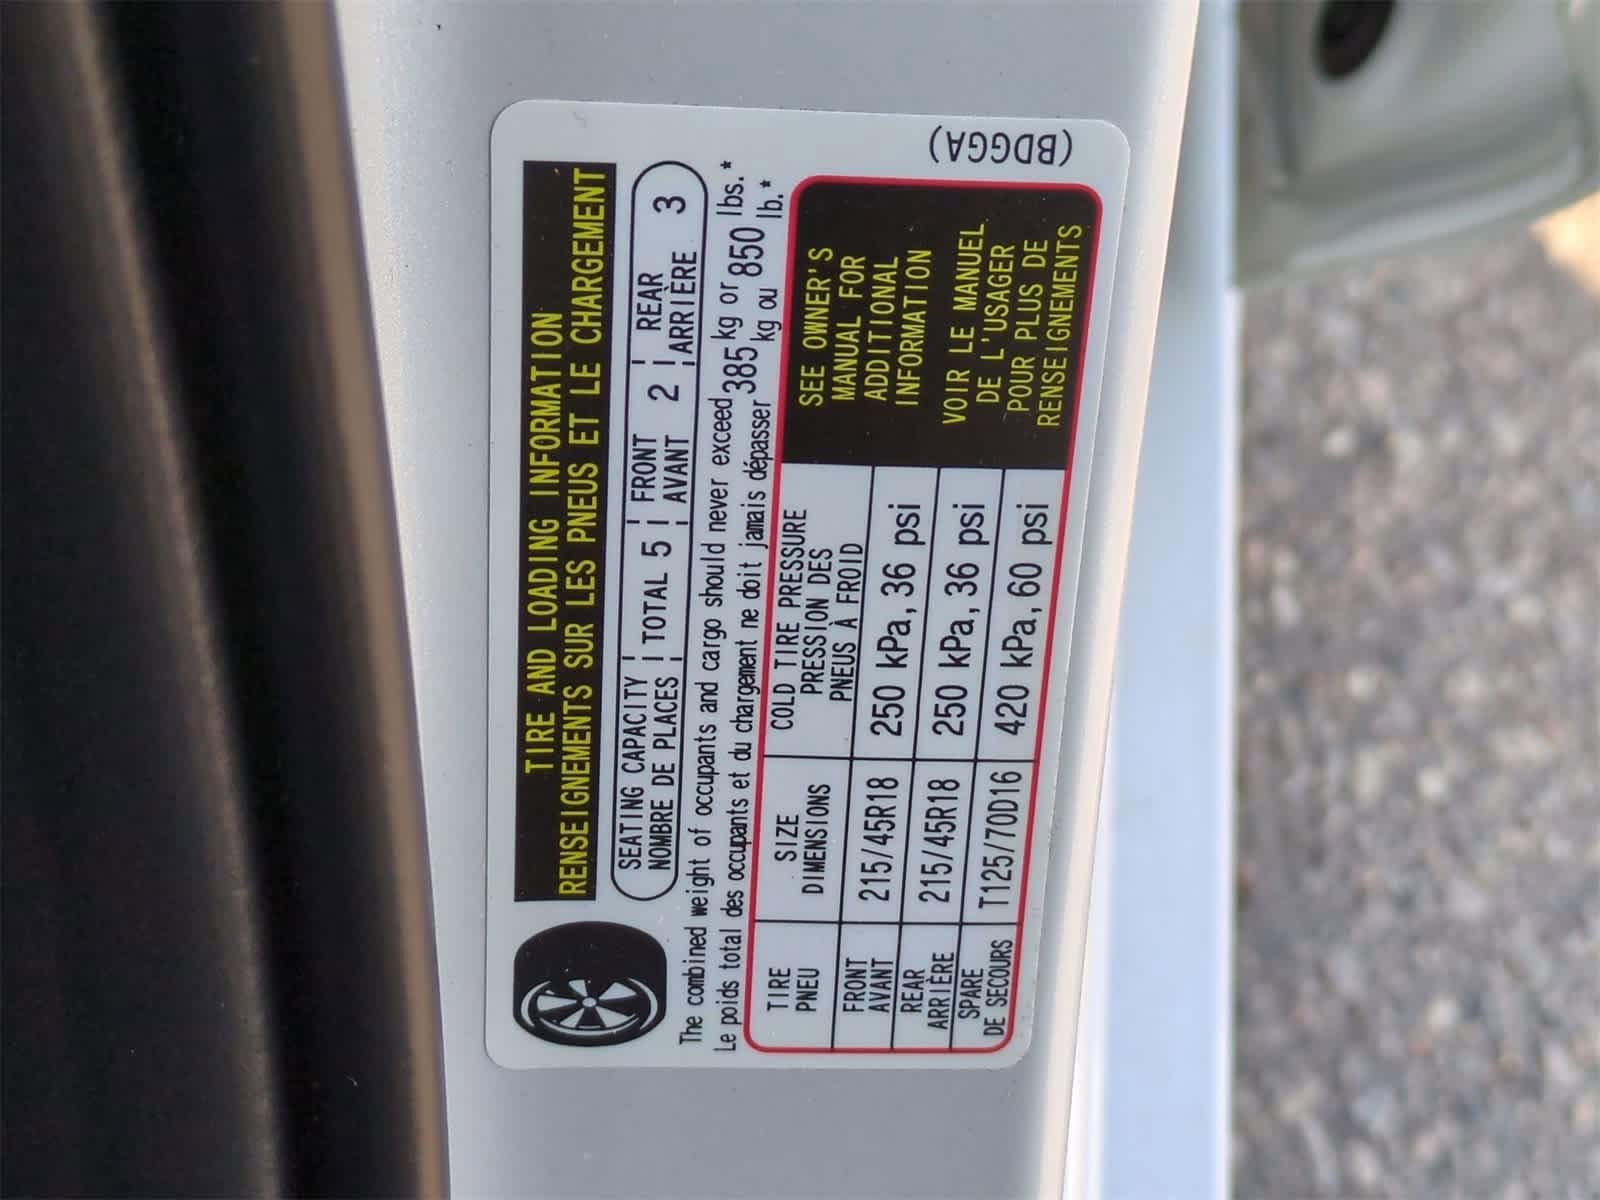 TIRE AND LOADING INFORMATION
RENSEIGNEMENTS SUR LES PNEUS ET LE CHARGEMENT
SEATING CAPACITY TOTAL 5 FRONT 2 REAR 3
NOMBRE DE PLACES AVANT ARRIÈRE
The combined weight of occupants and cargo should never exceed 385 kg or 850 lbs.*
Le poids total des occupants et du chargement ne doit jamais dépasser kg ou lb.*
TIRE SIZE COLD TIRE PRESSURE
PNEU DIMENSIONS PRESSION DES
PNEUS À FROID
FRONT 215/45R18 250 kPa, 36 psi
AVANT
REAR 215/45R18 250 kPa, 36 psi
ARRIÈRE
SPARE T125/70D16 420 kPa, 60 psi
DE SECOURS
SEE OWNER'S
MANUAL FOR
ADDITIONAL
INFORMATION
VOIR LE MANUEL
DE L'USAGER
POUR PLUS DE
RENSEIGNEMENTS
(BDGGA)